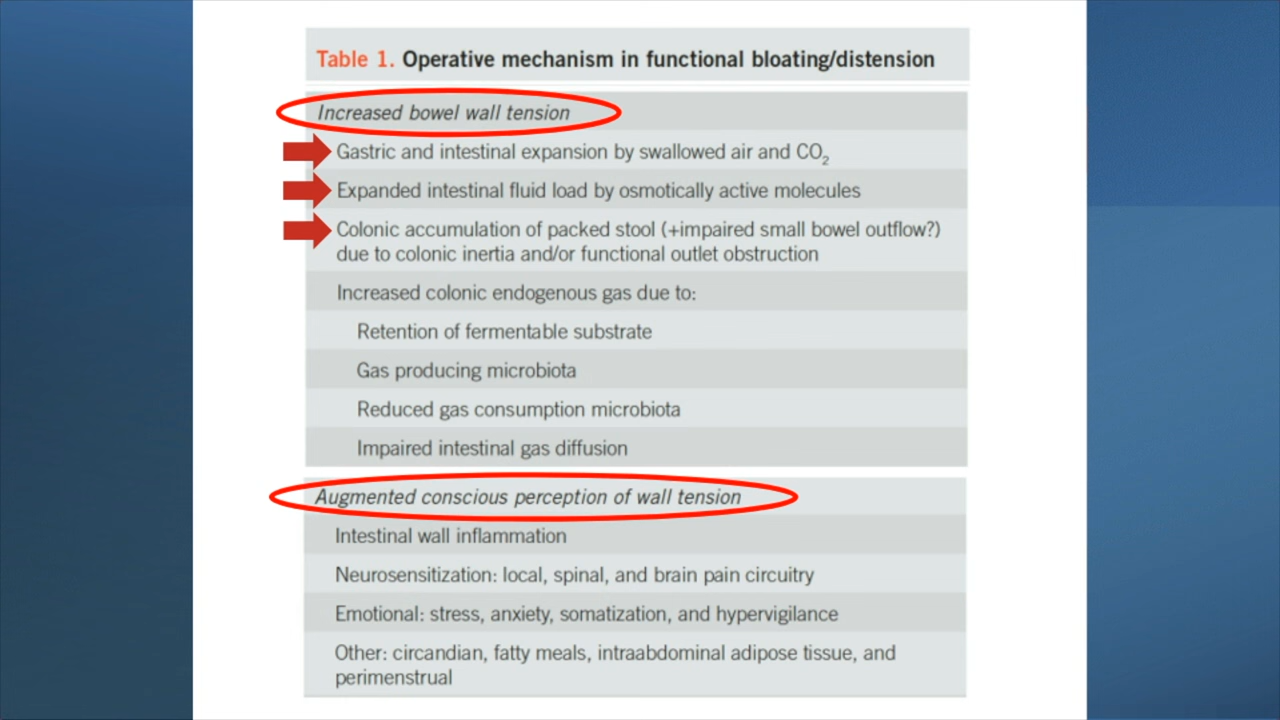 Table 1. Operative mechanism in functional bloating/distension
Increased bowel wall tension
Gastric and intestinal expansion by swallowed air and CO₂
Expanded intestinal fluid load by osmotically active molecules
Colonic accumulation of packed stool (+impaired small bowel outflow?)
due to colonic inertia and/or functional outlet obstruction
Increased colonic endogenous gas due to:
Retention of fermentable substrate
Gas producing microbiota
Reduced gas consumption microbiota
Impaired intestinal gas diffusion
Augmented conscious perception of wall tension
Intestinal wall inflammation
Neurosensitization: local, spinal, and brain pain circuitry
Emotional: stress, anxiety, somatization, and hypervigilance
Other: circandian, fatty meals, intraabdominal adipose tissue, and
perimenstrual